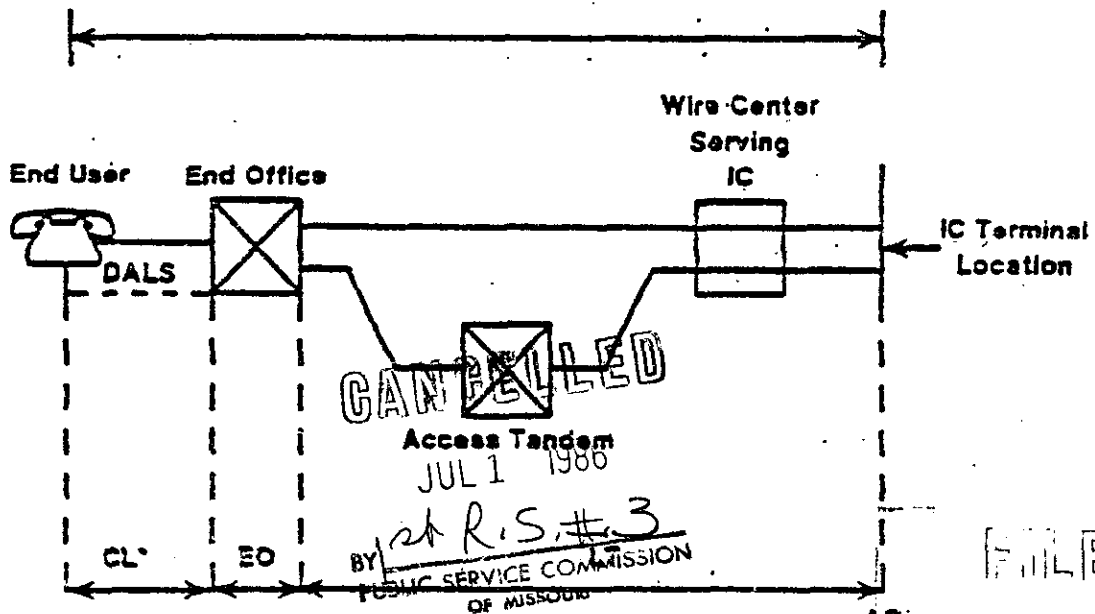 Wire Center
Serving
IC
End User
End Office
IC Terminal
Location
DALS
CANCELLED
Access Tandem
JUL 1 1986
BY 1st R.S. #3
PUBLIC SERVICE COMMISSION
OF MISSOURI
CL*
EO